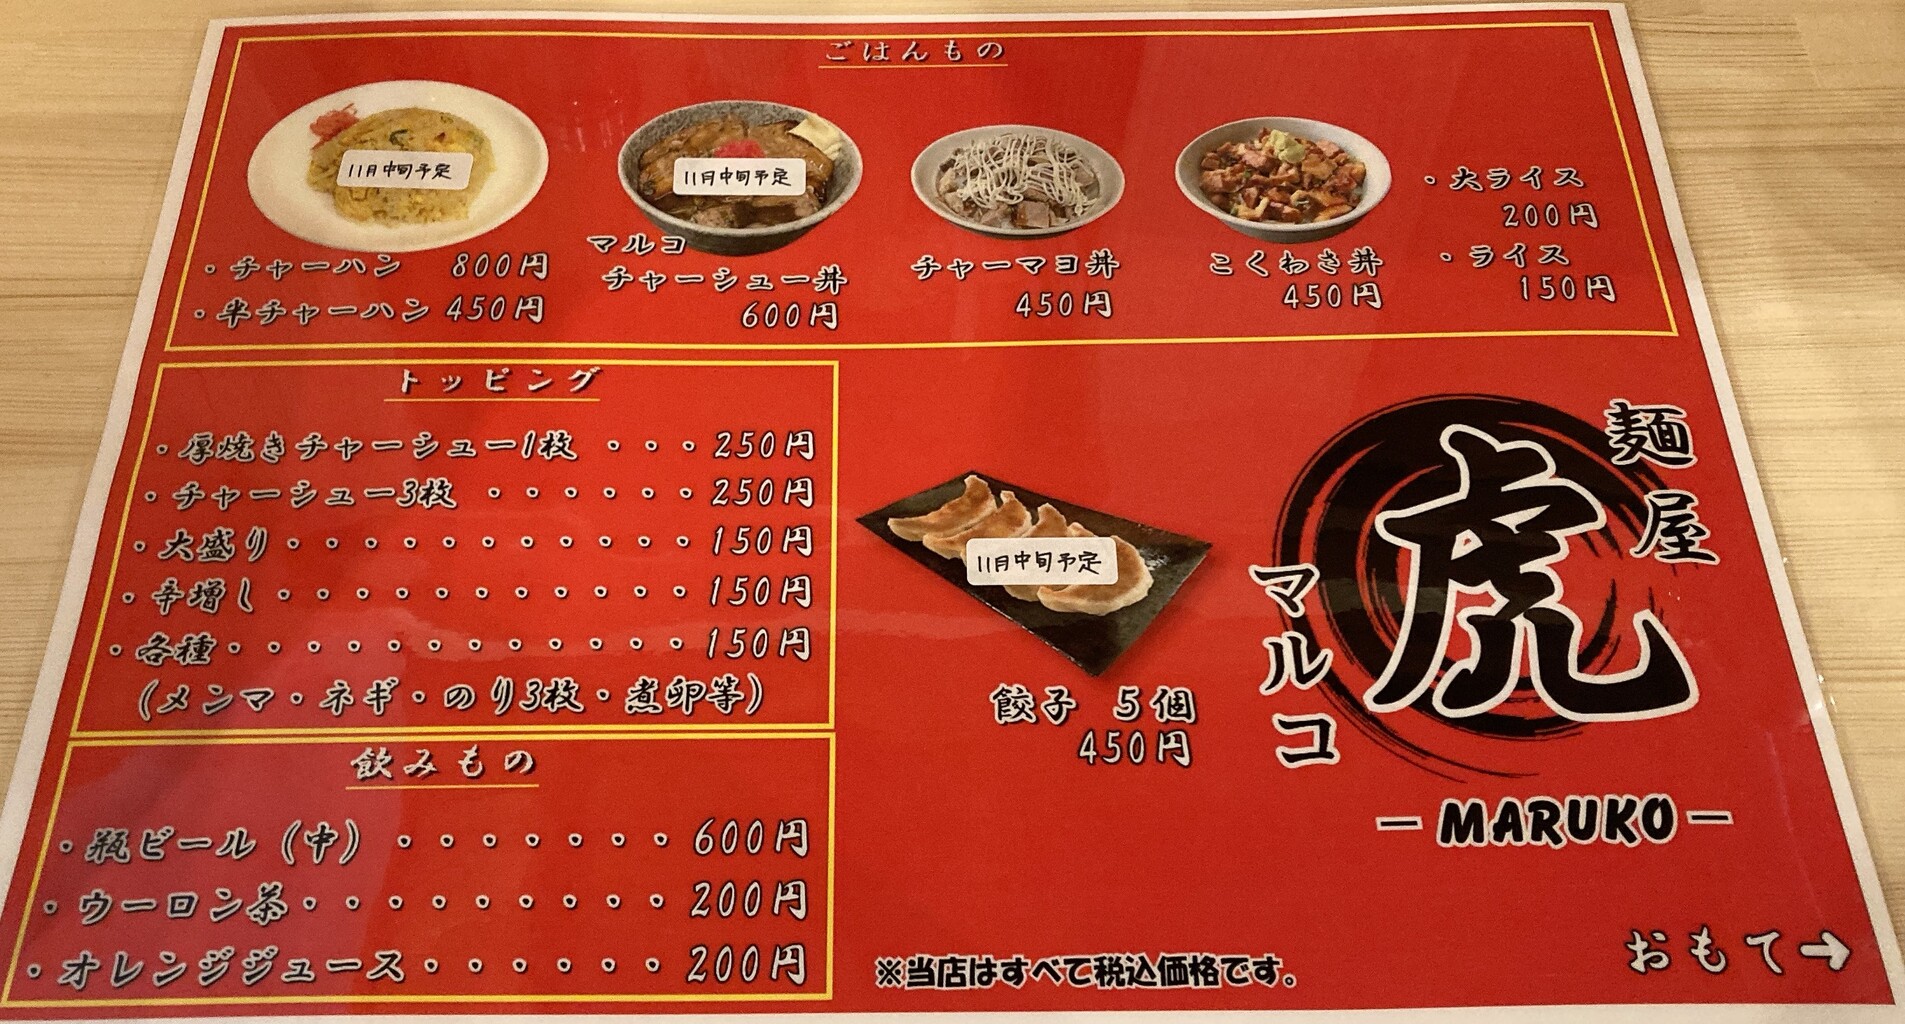 ごはんもの
11月中旬予定
11月中旬予定
・チャーハン 800円
・半チャーハン 450円
マルコ
チャーシュー丼
600円
チャーマヨ丼
450円
こくわさ丼
450円
・大ライス
200円
・ライス
150円
トッピング
・厚焼きチャーシュー1枚・・・250円
・チャーシュー3枚・・・・・・250円
・大盛り・・・・・・・・・・・・150円
・辛増し・・・・・・・・・・・・150円
・各種・・・・・・・・・・・・・150円
(メンマ・ネギ・のり3枚・煮卵等)
飲みもの
・瓶ビール(中)・・・・・・・・600円
・ウーロン茶・・・・・・・・・・200円
・オレンジジュース・・・・・・200円
11月中旬予定
餃子 5個
450円
麺屋
虎
マルコ
－MARUKO－
※当店はすべて税込価格です。
おもて→